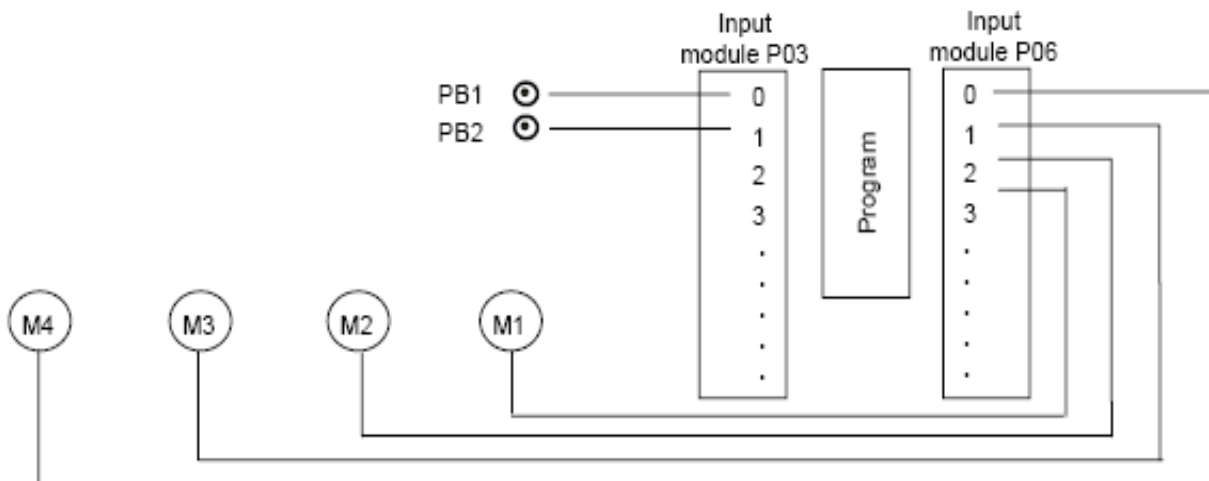 Input
module P03
Input
module P06
PB1
PB2
0
1
2
3
.
.
.
.
.
Program
0
1
2
3
.
.
.
.
.
M4
M3
M2
M1